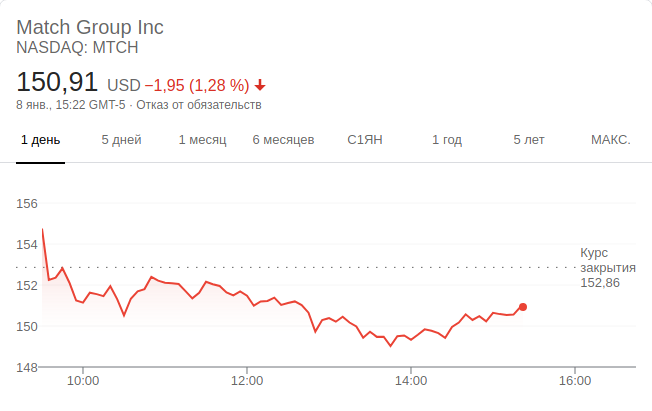 Match Group Inc
NASDAQ: MTCH
150,91 USD −1,95 (1,28 %)
8 янв., 15:22 GMT-5 · Отказ от обязательств
1 день 5 дней 1 месяц 6 месяцев С1ЯН 1 год 5 лет МАКС.
156
154
Курс
закрытия
152,86
152
150
148
10:00 12:00 14:00 16:00